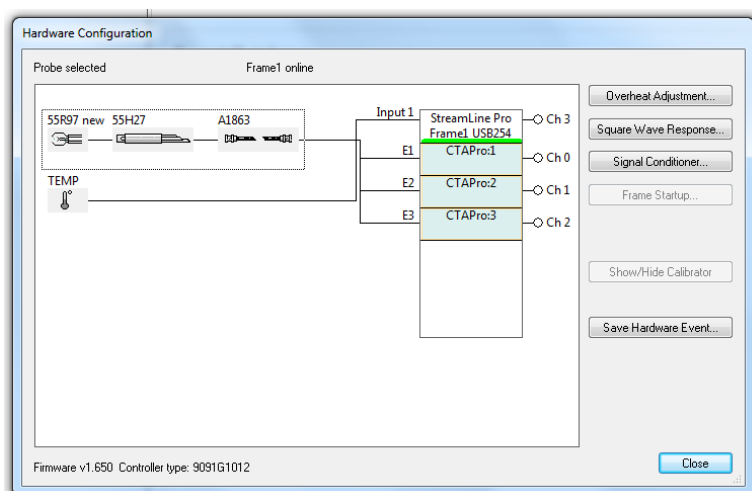 Hardware Configuration
Probe selected
Frame1 online
55R97 new
55H27
A1863
TEMP
Input 1
StreamLine Pro
Frame1 USB254
Ch 3
E1
CTAPro:1
Ch 0
E2
CTAPro:2
Ch 1
E3
CTAPro:3
Ch 2
Overheat Adjustment...
Square Wave Response...
Signal Conditioner...
Frame Startup...
Show/Hide Calibrator
Save Hardware Event...
Firmware v1.650 Controller type: 9091G1012
Close